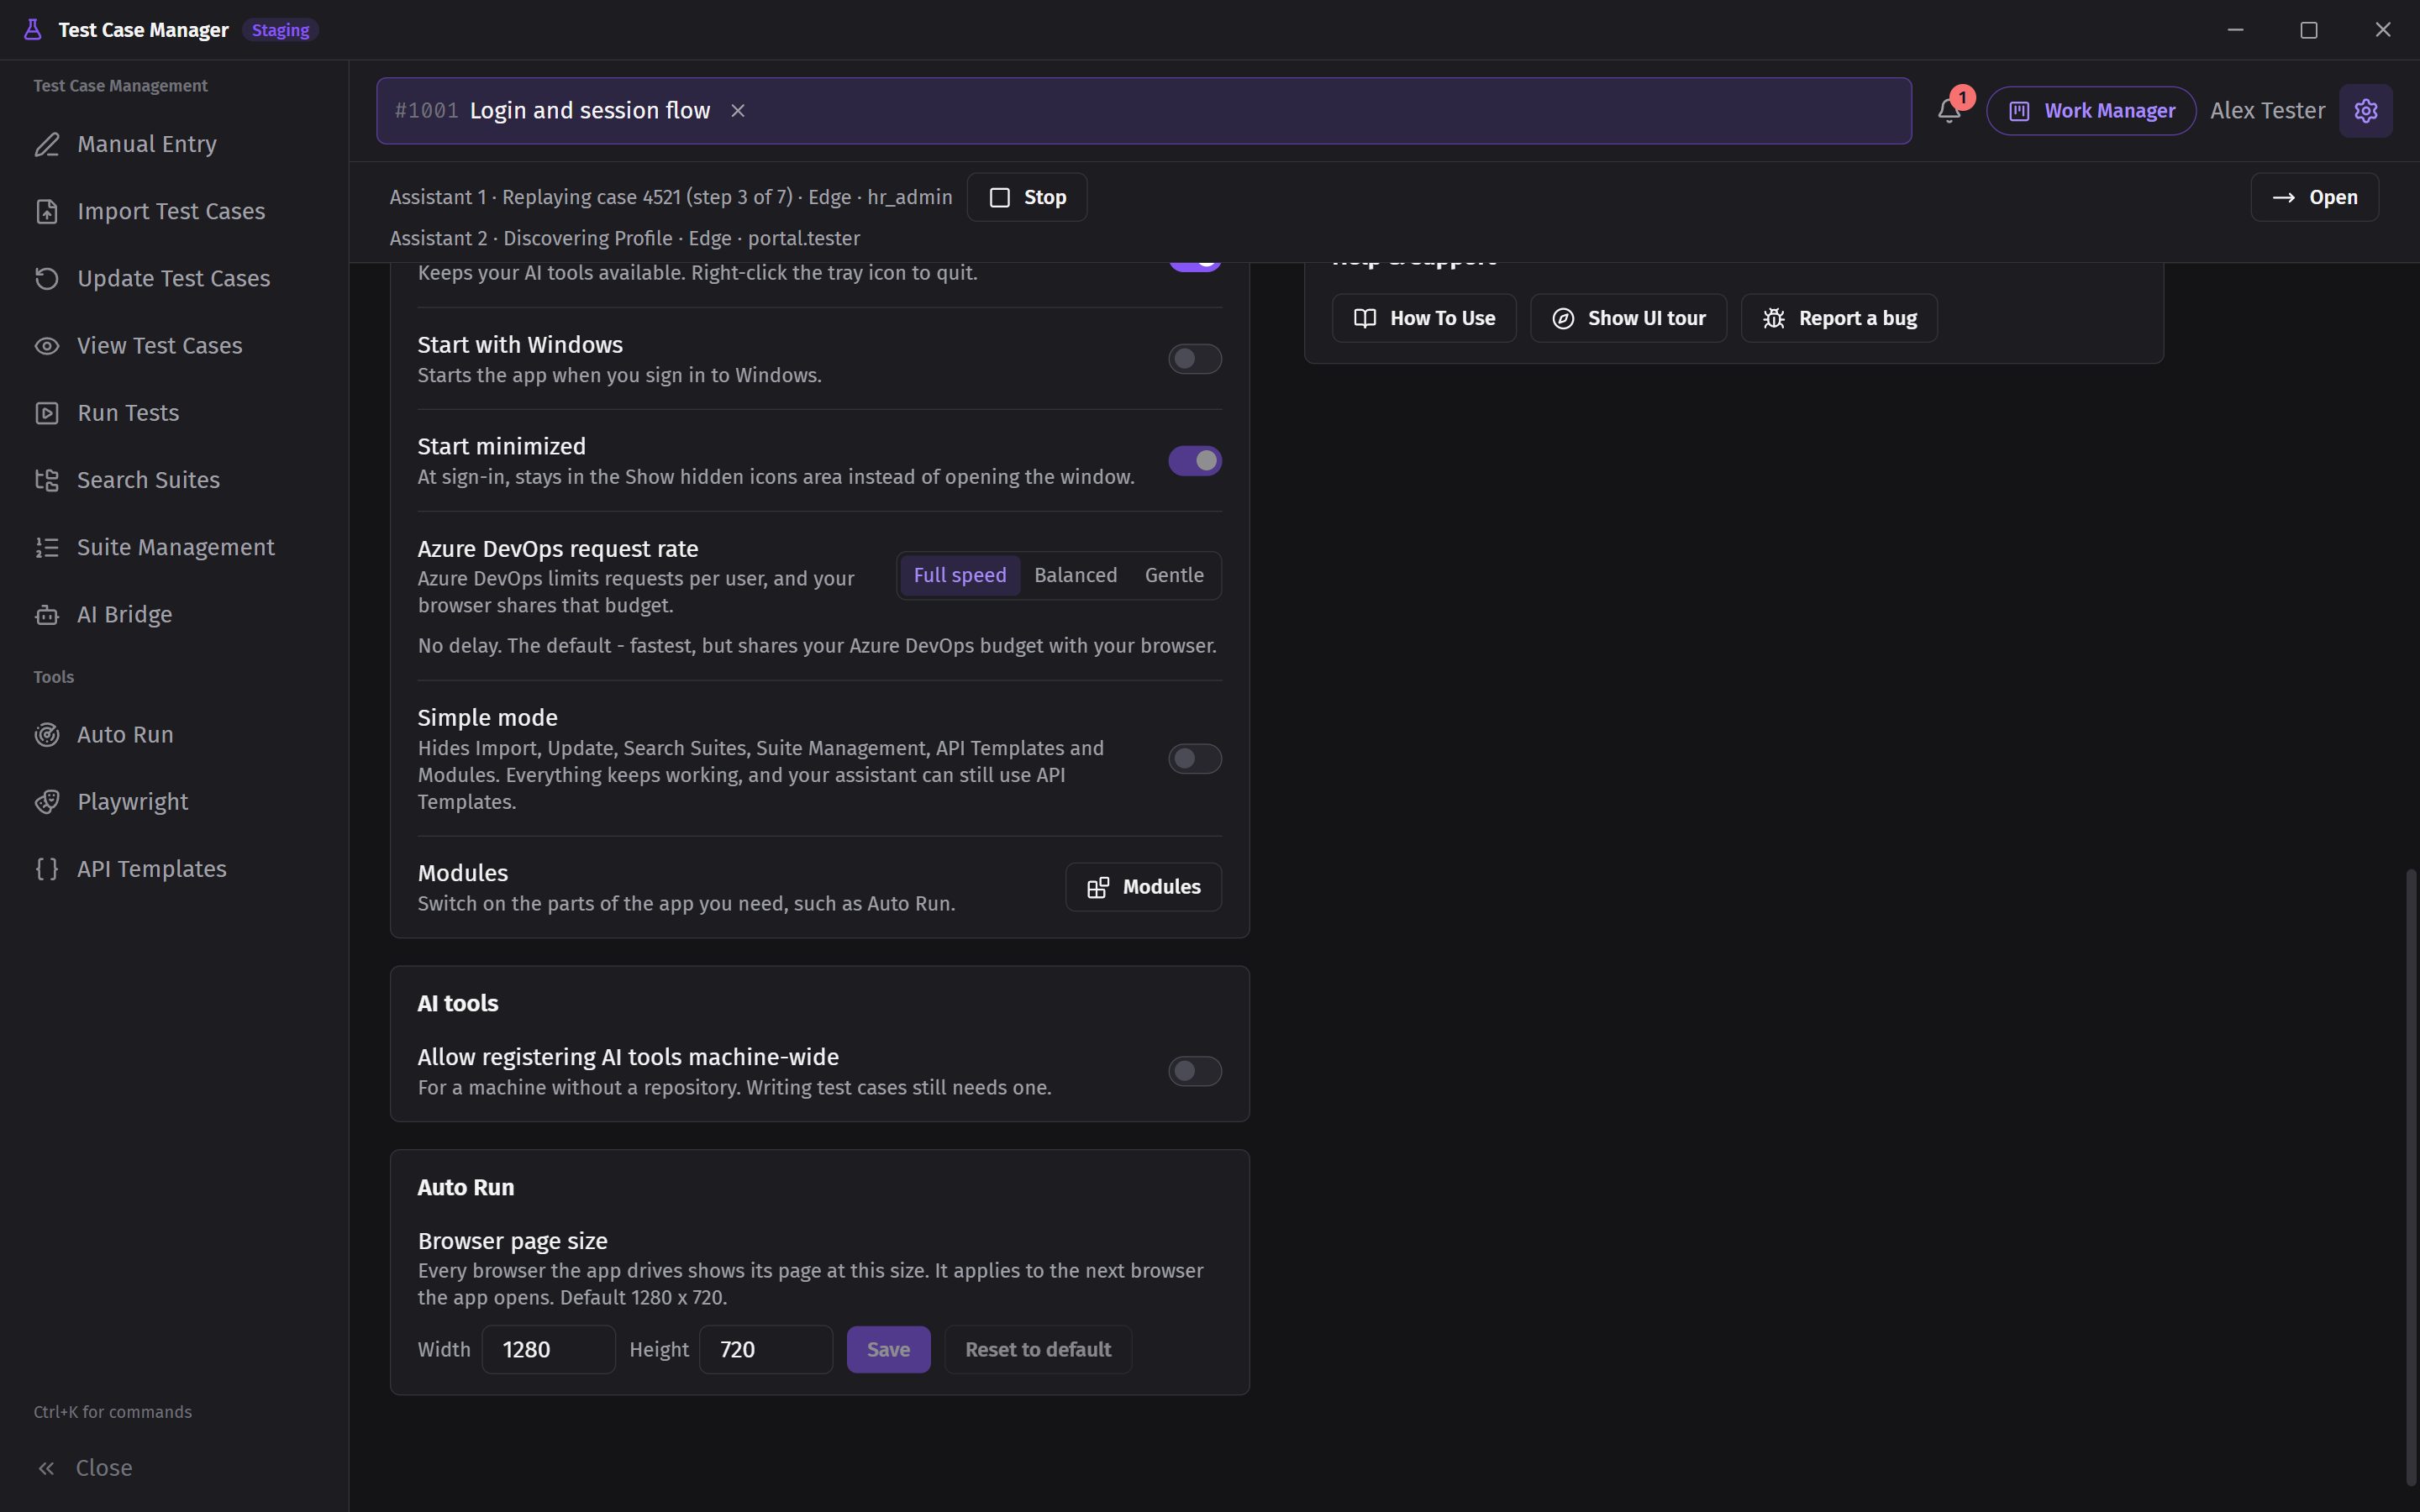 Test Case Manager Staging
Test Case Management
Manual Entry
Import Test Cases
Update Test Cases
View Test Cases
Run Tests
Search Suites
Suite Management
AI Bridge
Tools
Auto Run
Playwright
API Templates
Ctrl+K for commands
Close
#1001 Login and session flow
1
Work Manager
Alex Tester
Assistant 1 · Replaying case 4521 (step 3 of 7) · Edge · hr_admin
Stop
Open
Assistant 2 · Discovering Profile · Edge · portal.tester
Keeps your AI tools available. Right-click the tray icon to quit.
Start with Windows
Starts the app when you sign in to Windows.
Start minimized
At sign-in, stays in the Show hidden icons area instead of opening the window.
Azure DevOps request rate
Azure DevOps limits requests per user, and your
browser shares that budget.
Full speed Balanced Gentle
No delay. The default - fastest, but shares your Azure DevOps budget with your browser.
Simple mode
Hides Import, Update, Search Suites, Suite Management, API Templates and
Modules. Everything keeps working, and your assistant can still use API
Templates.
Modules
Switch on the parts of the app you need, such as Auto Run.
Modules
AI tools
Allow registering AI tools machine-wide
For a machine without a repository. Writing test cases still needs one.
Auto Run
Browser page size
Every browser the app drives shows its page at this size. It applies to the next browser
the app opens. Default 1280 x 720.
Width 1280 Height 720 Save Reset to default
Help & Support
How To Use Show UI tour Report a bug